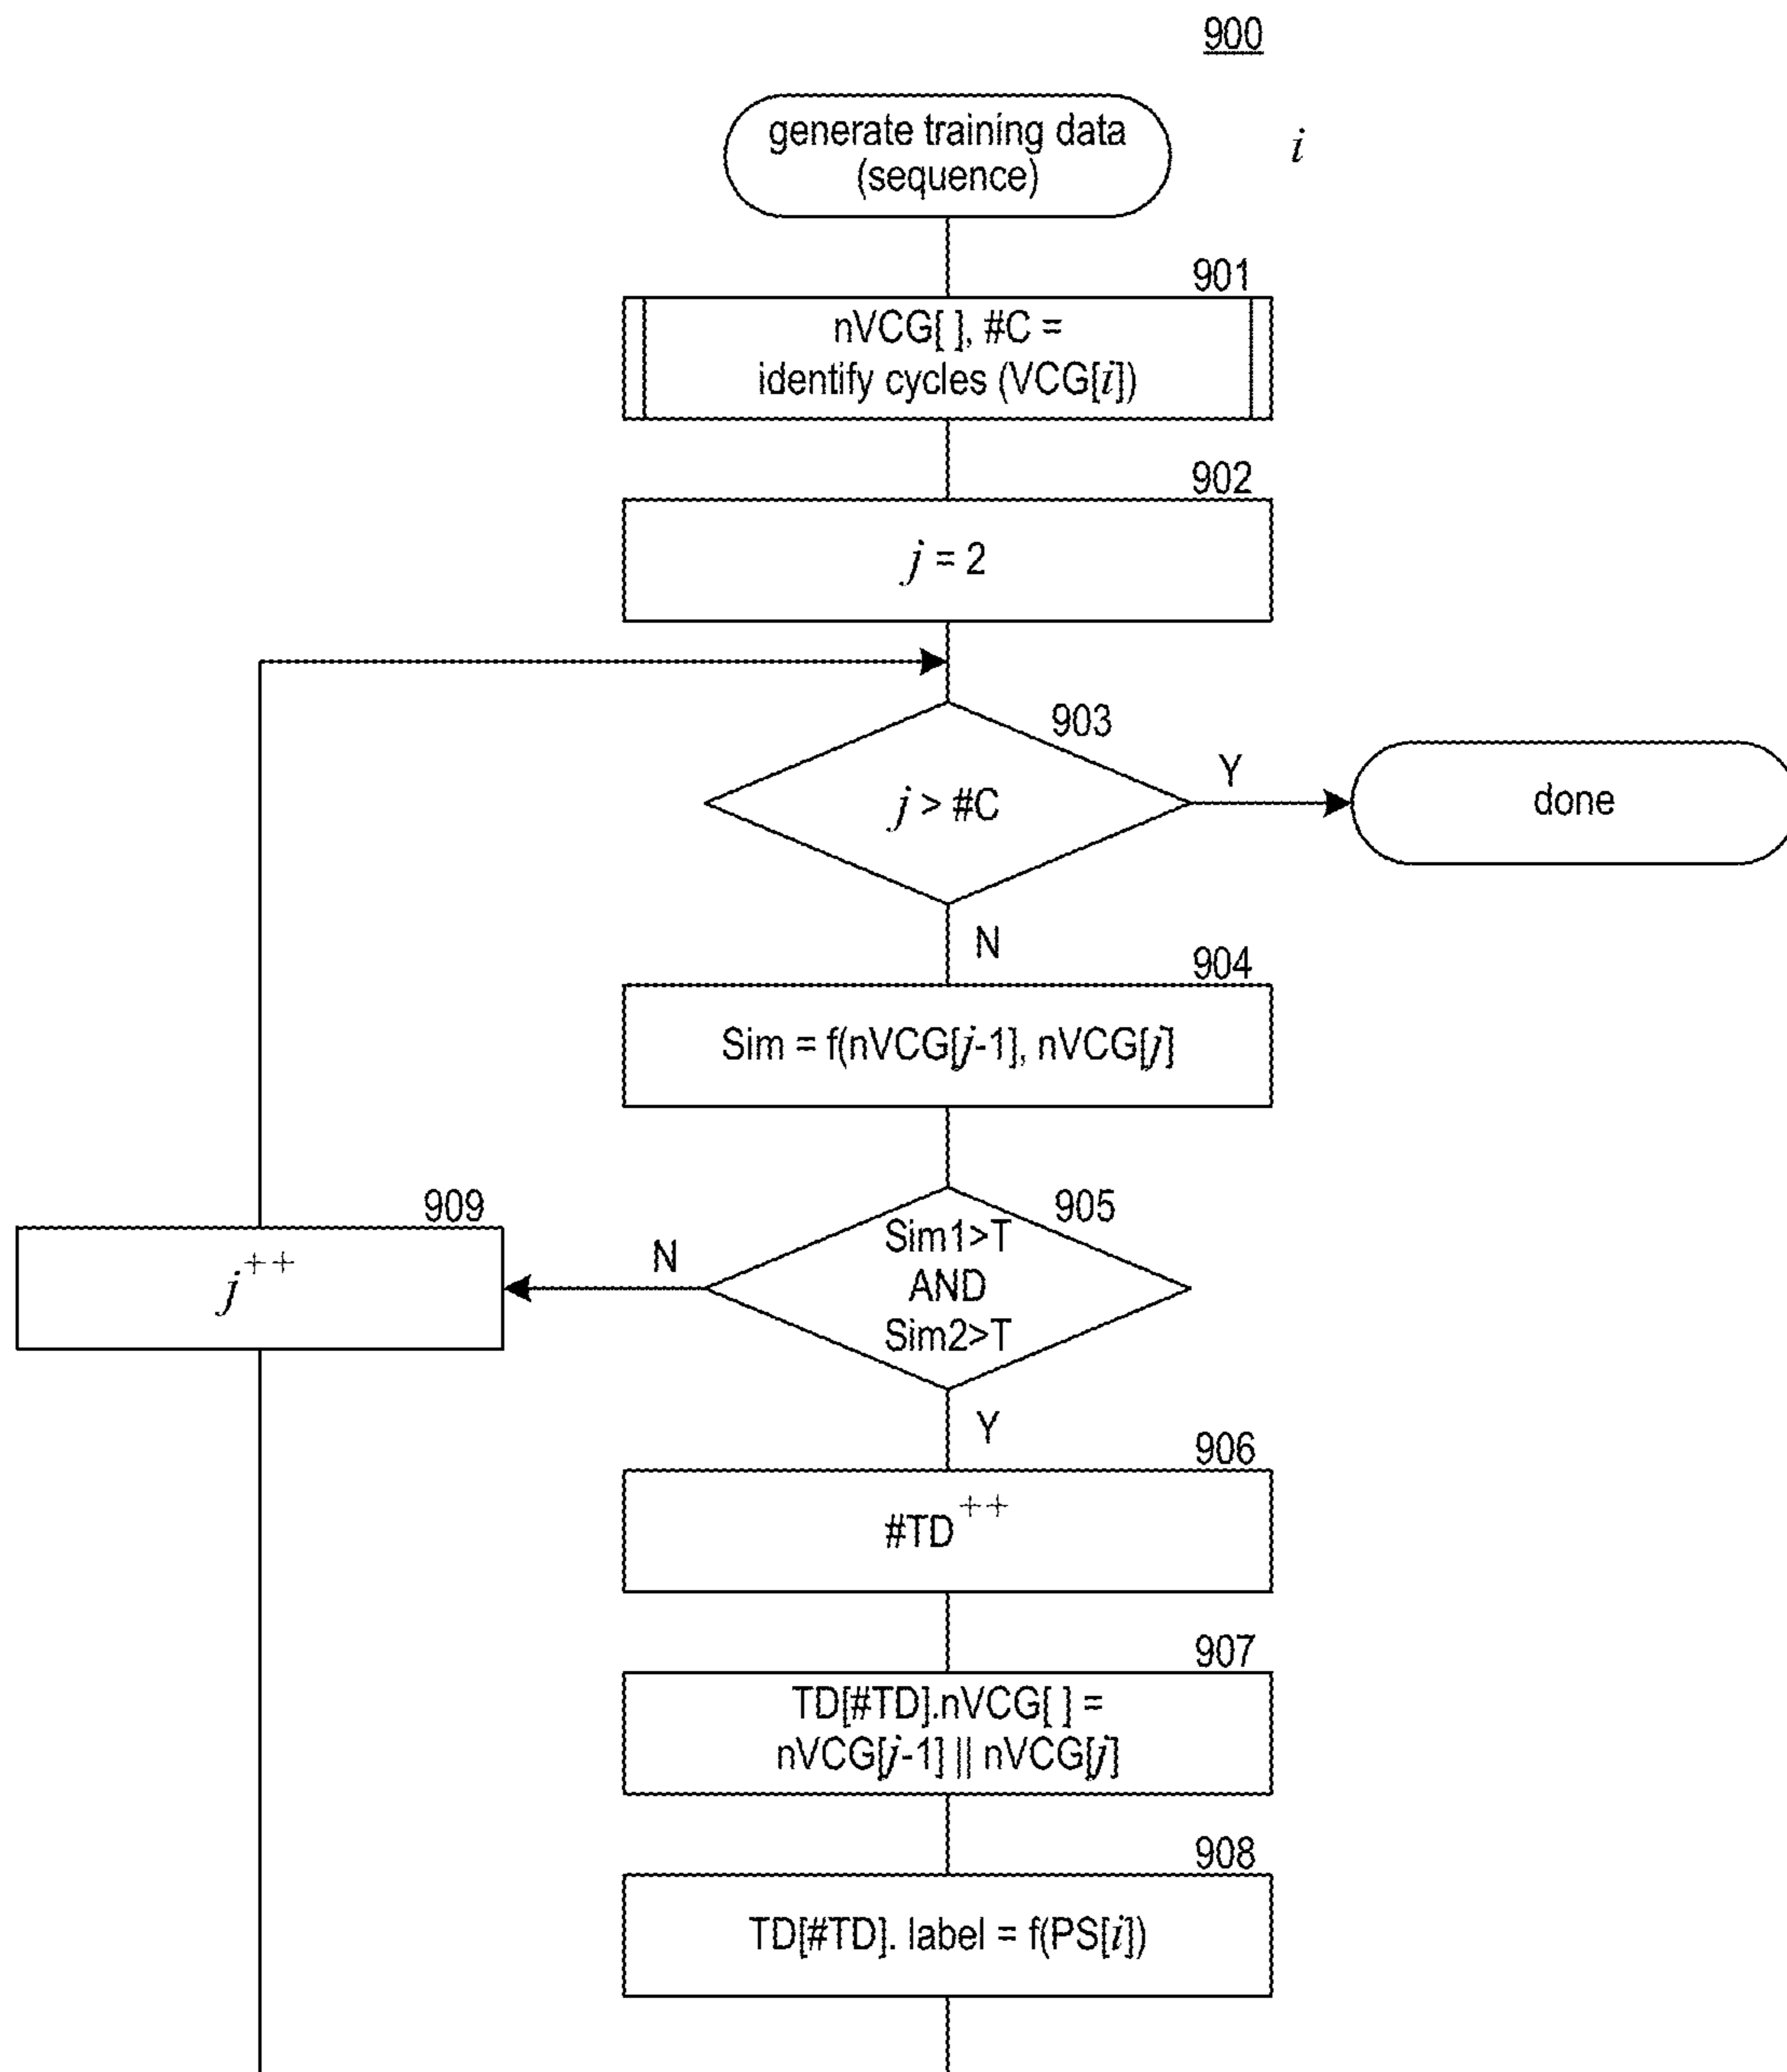 900
generate training data
(sequence)
i
901
nVCG[ ], #C =
identify cycles (VCG[i])
902
j = 2
903
j > #C
Y
done
N
904
Sim = f(nVCG[j-1], nVCG[j]
905
Sim1>T
AND
Sim2>T
N
909
j++
Y
906
#TD++
907
TD[#TD].nVCG[ ] =
nVCG[j-1] || nVCG[j]
908
TD[#TD]. label = f(PS[i])